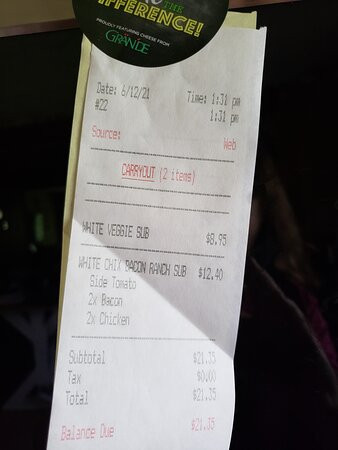 THE
DIFFERENCE!
PROUDLY FEATURING CHEESE FROM
GRANDE
Date: 6/12/21 Time: 1:31 pm
#22 1:31 pm
Source: Web
CARRYOUT (2 items)
WHITE VEGGIE SUB $8.95
WHITE CHIX BACON RANCH SUB $12.40
Side Tomato
2x Bacon
2x Chicken
Subtotal $21.35
Tax $0.00
Total $21.35
Balance Due $21.35